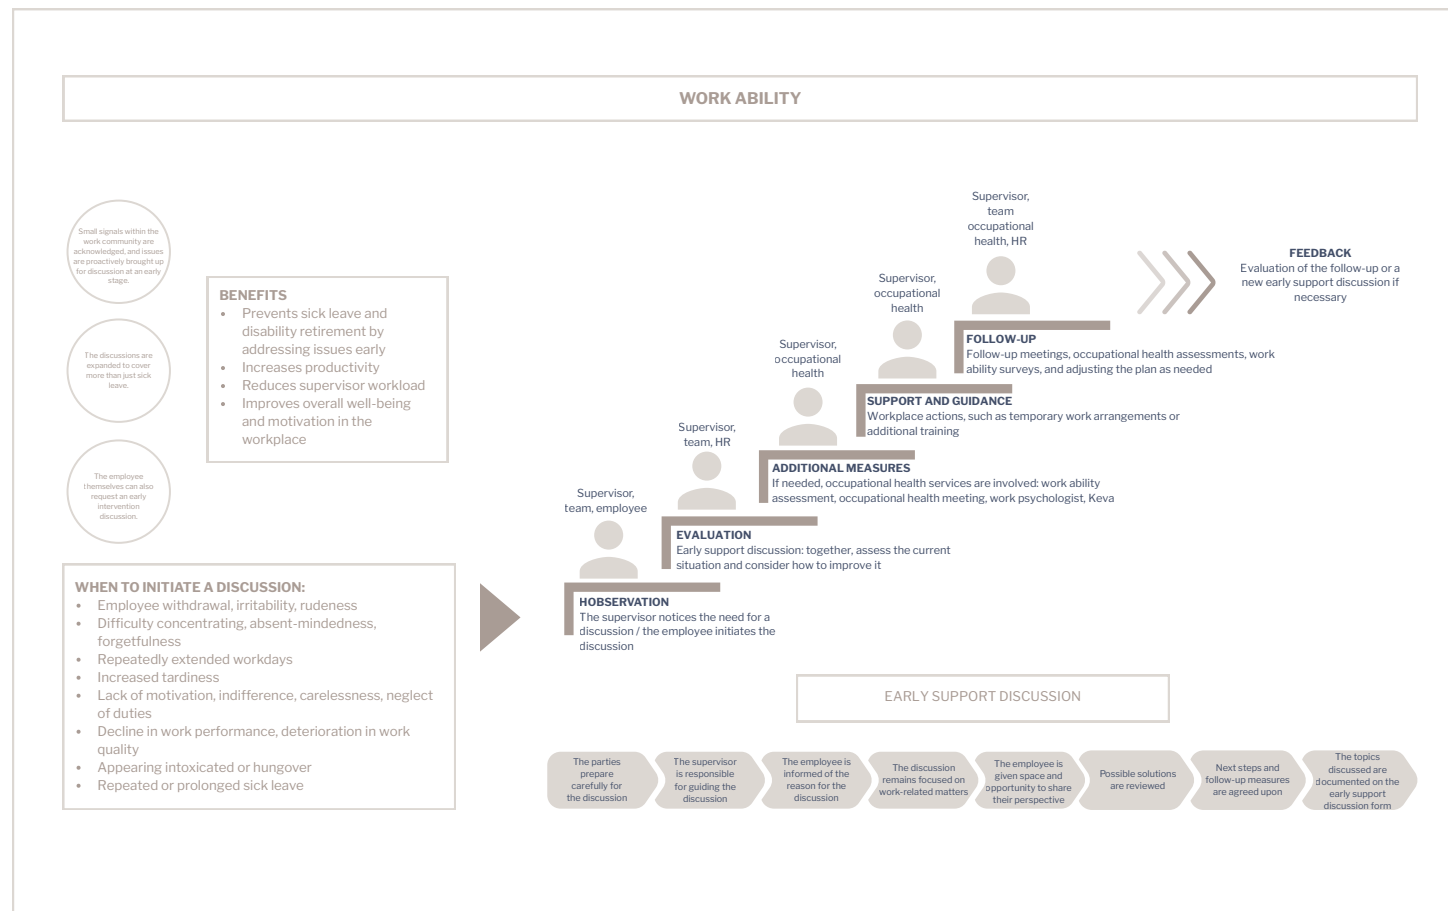 WORK ABILITY
Small signals within the
work community are
acknowledged, and issues
are proactively brought up
for discussion at an early
stage.
The discussions are
expanded to cover
more than just sick
leave.
The employee
themselves can also
request an early
intervention
discussion.
BENEFITS
• Prevents sick leave and
disability retirement by
addressing issues early
• Increases productivity
• Reduces supervisor workload
• Improves overall well-being
and motivation in the
workplace
WHEN TO INITIATE A DISCUSSION:
• Employee withdrawal, irritability, rudeness
• Difficulty concentrating, absent-mindedness,
forgetfulness
• Repeatedly extended workdays
• Increased tardiness
• Lack of motivation, indifference, carelessness, neglect
of duties
• Decline in work performance, deterioration in work
quality
• Appearing intoxicated or hungover
• Repeated or prolonged sick leave
Supervisor,
team, employee
HOBSERVATION
The supervisor notices the need for a
discussion / the employee initiates the
discussion
Supervisor,
team, HR
EVALUATION
Early support discussion: together, assess the current
situation and consider how to improve it
Supervisor,
occupational
health
ADDITIONAL MEASURES
If needed, occupational health services are involved: work ability
assessment, occupational health meeting, work psychologist, Keva
Supervisor,
occupational
health
SUPPORT AND GUIDANCE
Workplace actions, such as temporary work arrangements or
additional training
Supervisor,
team
occupational
health, HR
FOLLOW-UP
Follow-up meetings, occupational health assessments, work
ability surveys, and adjusting the plan as needed
FEEDBACK
Evaluation of the follow-up or a
new early support discussion if
necessary
EARLY SUPPORT DISCUSSION
The parties
prepare
carefully for
the discussion
The supervisor
is responsible
for guiding the
discussion
The employee is
informed of the
reason for the
discussion
The discussion
remains focused on
work-related matters
The employee is
given space and
opportunity to share
their perspective
Possible solutions
are reviewed
Next steps and
follow-up measures
are agreed upon
The topics
discussed are
documented on the
early support
discussion form